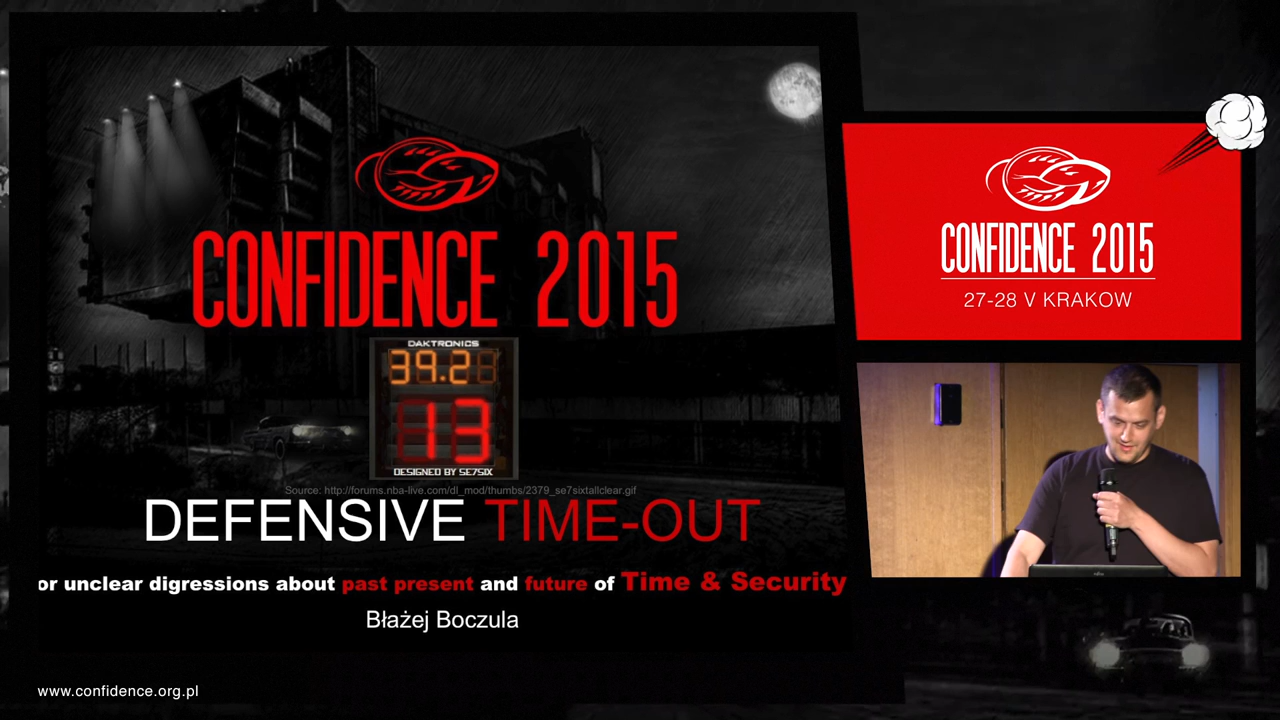 CONFIDENCE 2015
DAKTRONICS
39.2
13
DESIGNED BY SE7SIX
Source: http://forums.nba-live.com/dl_mod/thumbs/2379_se7sixtallclear.gif
DEFENSIVE TIME-OUT
or unclear digressions about past present and future of Time & Security
Błażej Boczula
www.confidence.org.pl
CONFIDENCE 2015
27-28 V KRAKOW